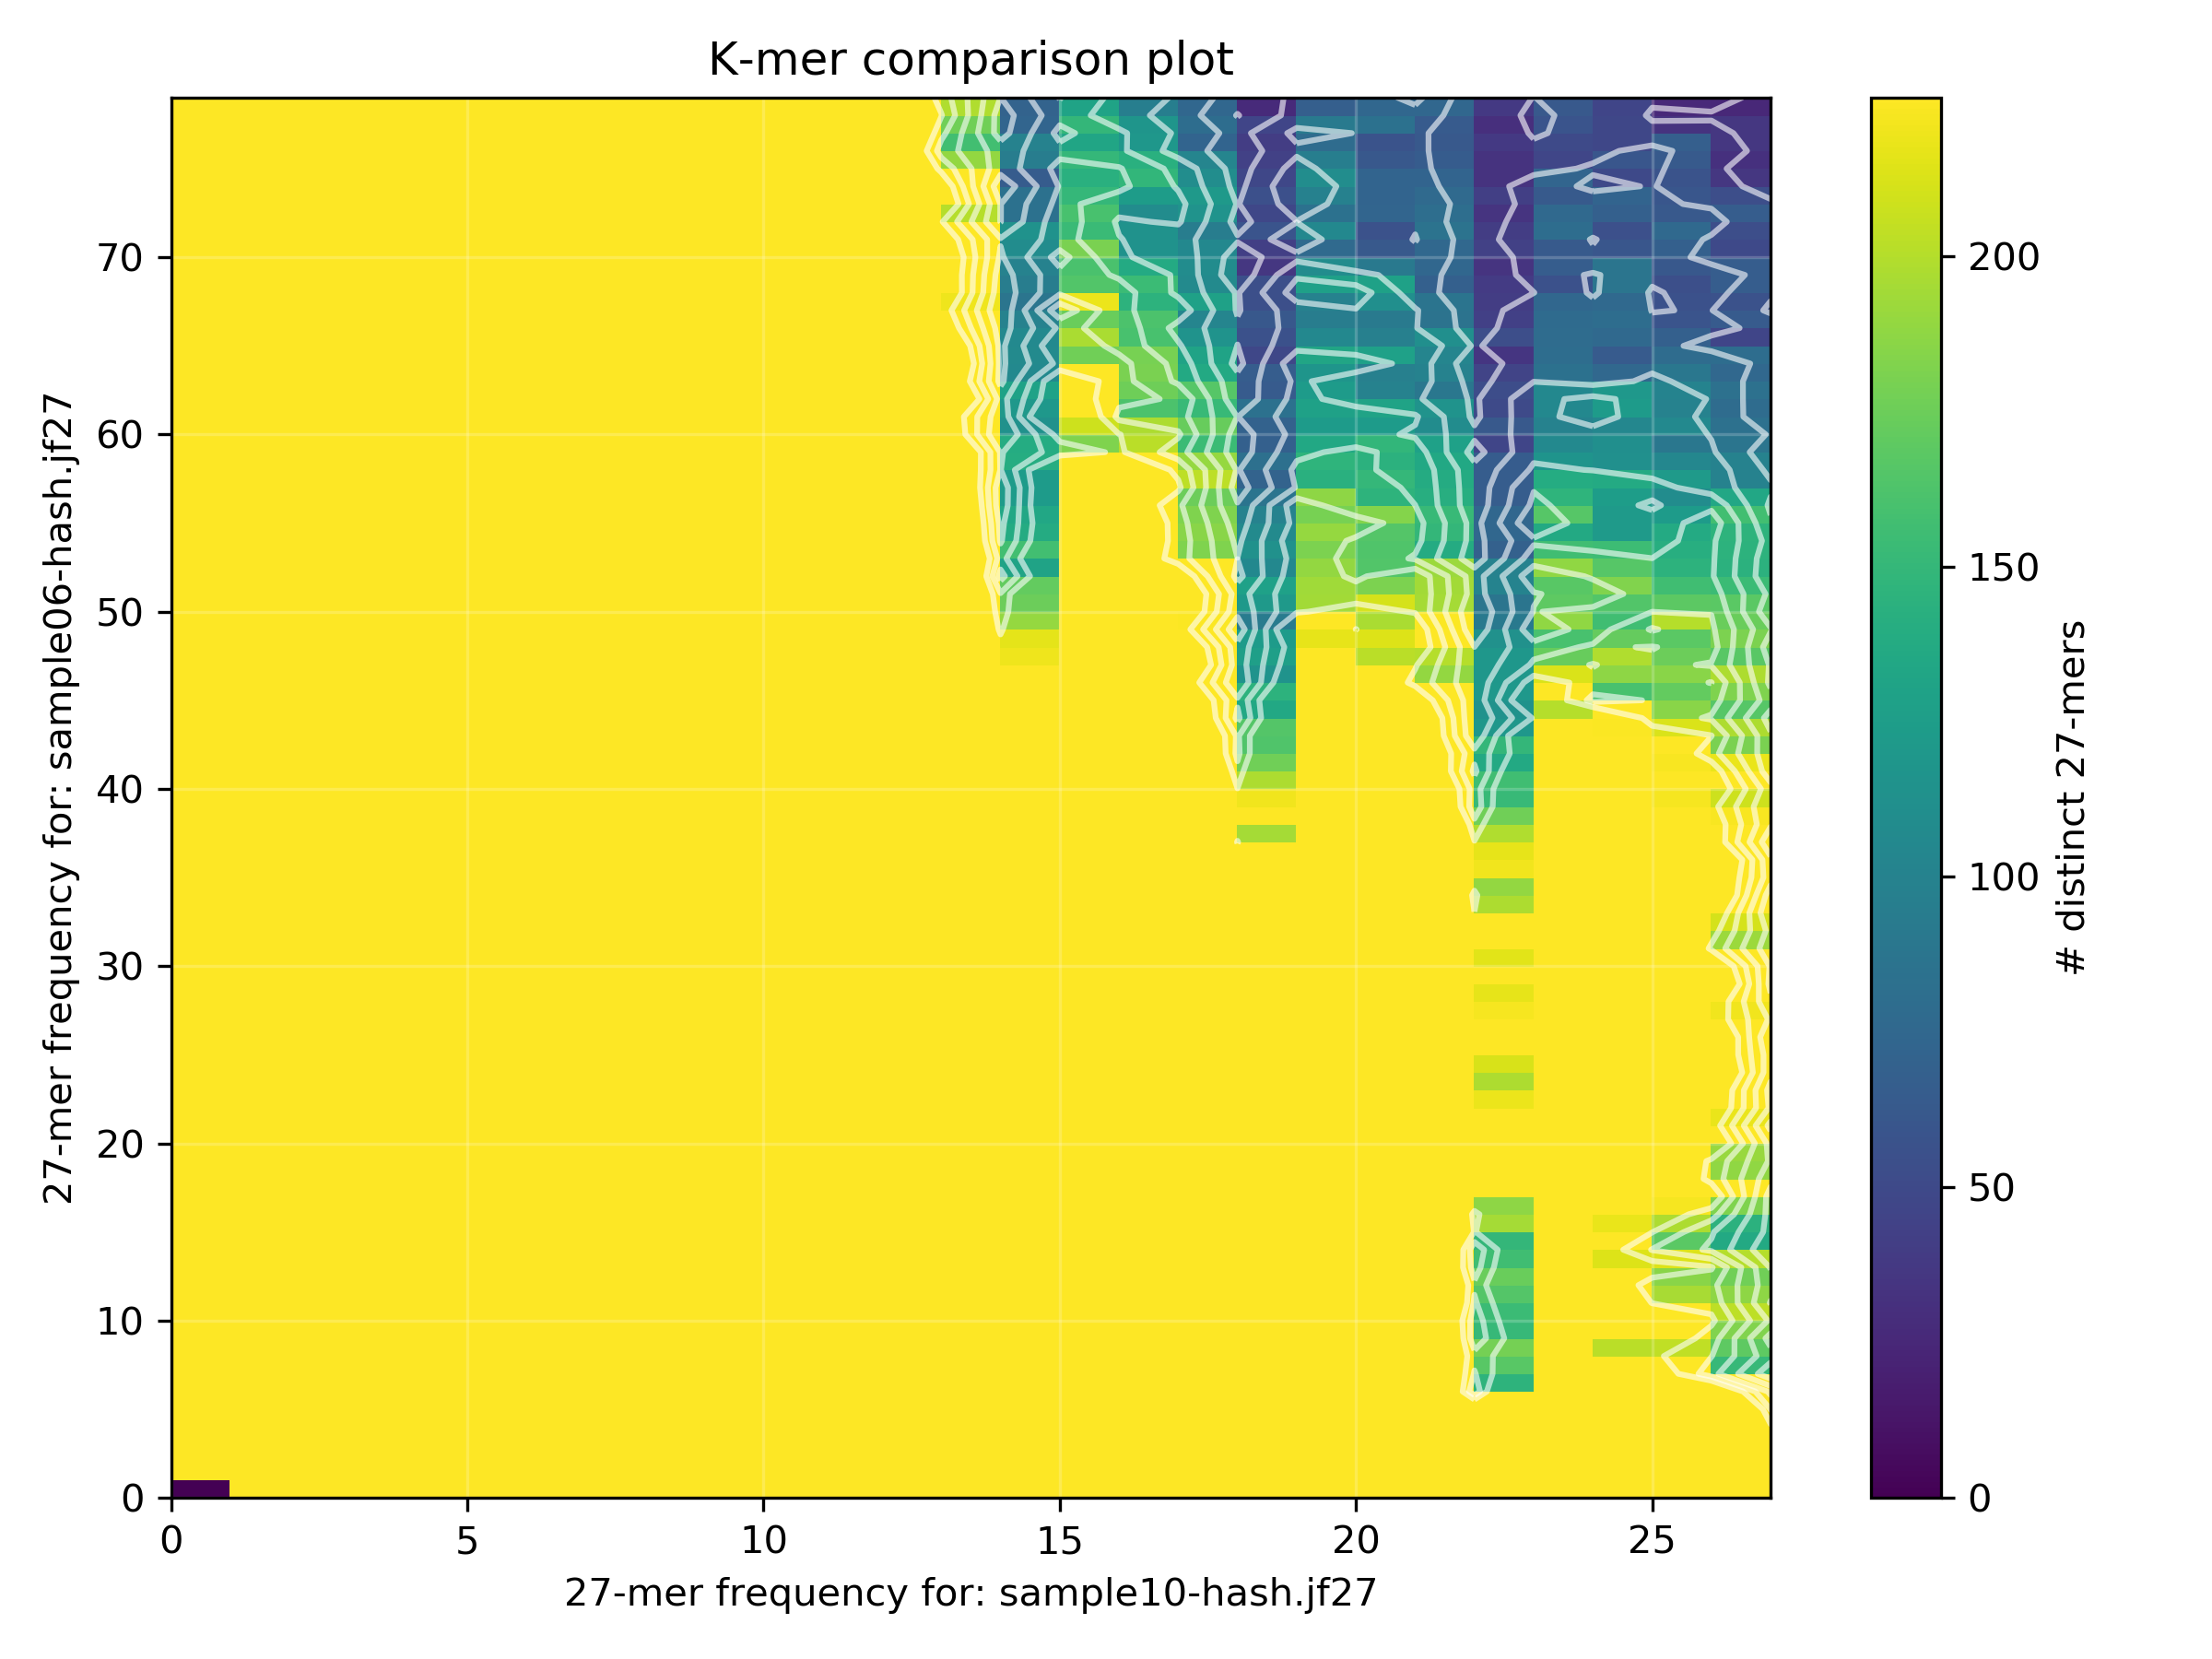 K-mer comparison plot
27-mer frequency for: sample06-hash.jf27
70
60
50
40
30
20
10
0
0 5 10 15 20 25
27-mer frequency for: sample10-hash.jf27
200
150
100
50
0
# distinct 27-mers